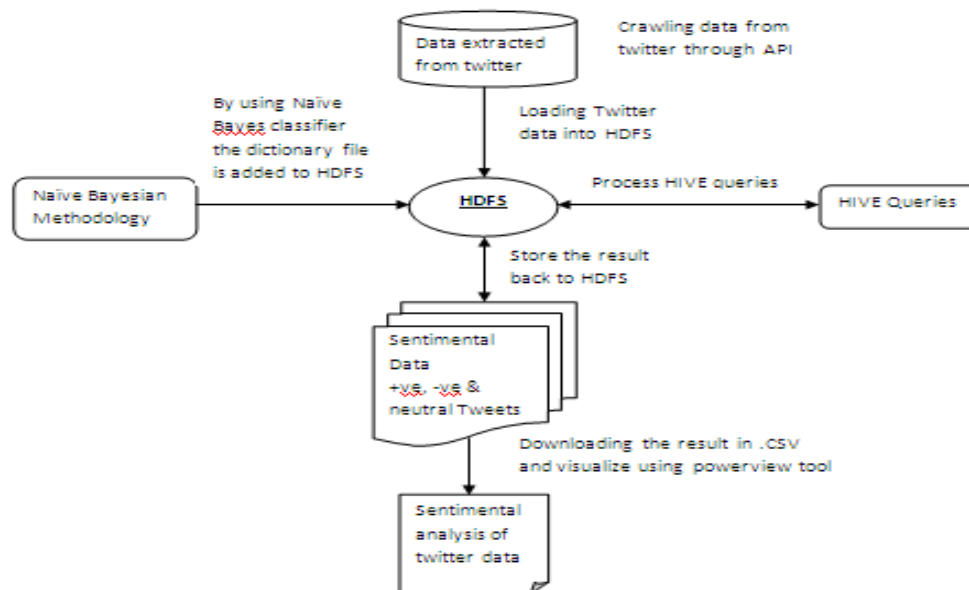 Data extracted
from twitter
Crawling data from
twitter through API
By using Naïve
Bayes classifier
the dictionary file
is added to HDFS
Loading Twitter
data into HDFS
Naïve Bayesian
Methodology
HDFS
Process HIVE queries
HIVE Queries
Store the result
back to HDFS
Sentimental
Data
+ve, -ve &
neutral Tweets
Downloading the result in .CSV
and visualize using powerview tool
Sentimental
analysis of
twitter data